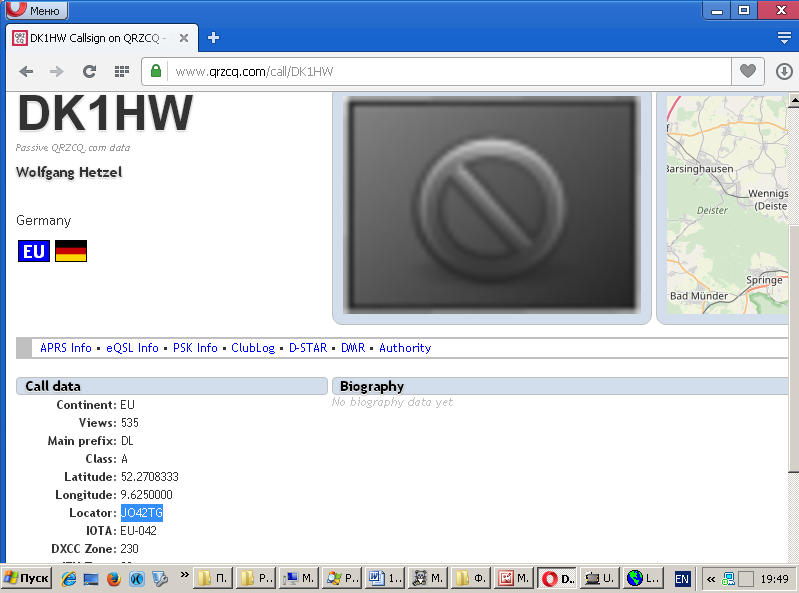 Меню
DK1HW Callsign on QRZCQ -
www.qrzcq.com/call/DK1HW
DK1HW
Passive QRZCQ.com data
Wolfgang Hetzel
Germany
EU
Barsinghausen
Wennigs
(Deiste
Deister
Springe
Bad Münder
APRS Info • eQSL Info • PSK Info • ClubLog • D-STAR • DMR • Authority
Call data
Continent: EU
Views: 535
Main prefix: DL
Class: A
Latitude: 52.2708333
Longitude: 9.6250000
Locator: JO42TG
IOTA: EU-042
DXCC Zone: 230
Biography
No biography data yet
Пуск
П.
P..
M.
P..
1..
M.
Ф.
M.
D..
U.
L..
EN
19:49